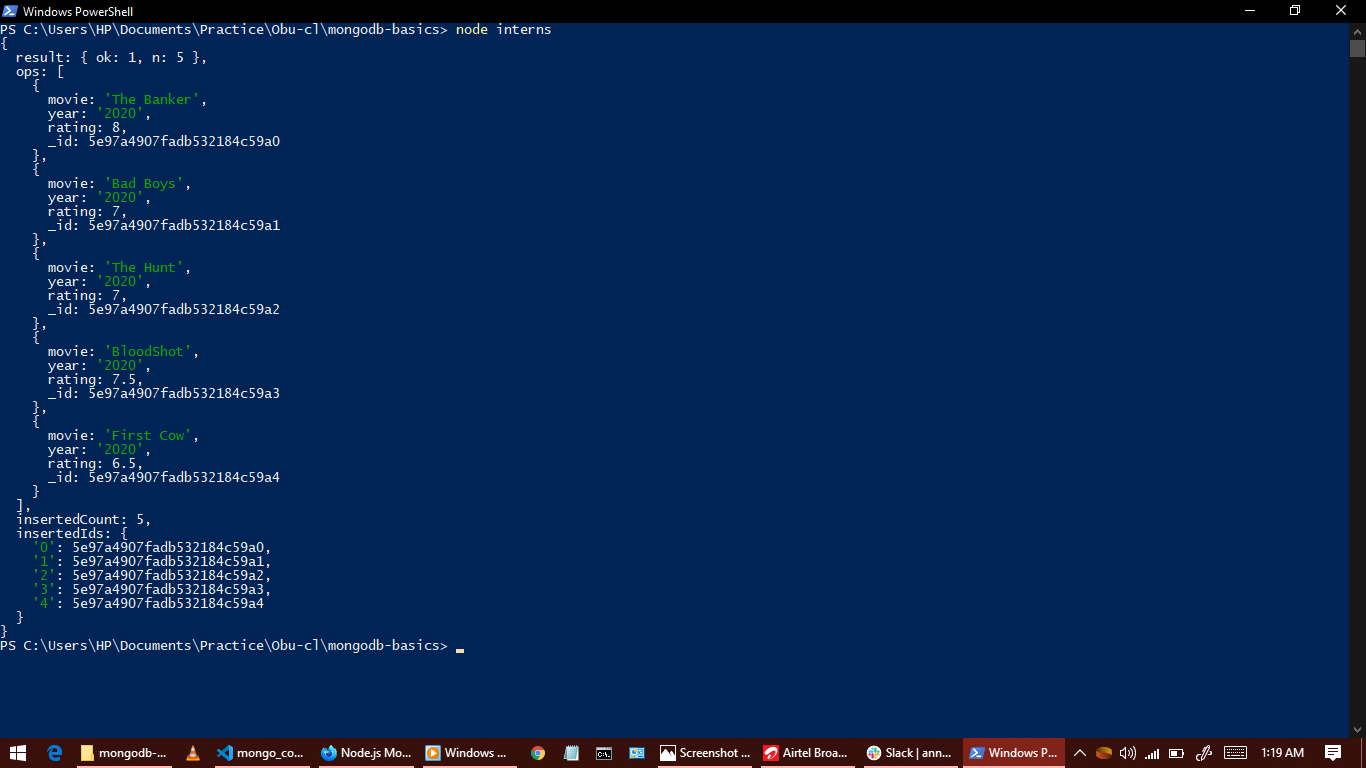 Windows PowerShell
PS C:\Users\HP\Documents\Practice\Obu-cl\mongodb-basics> node interns
{
  result: { ok: 1, n: 5 },
  ops: [
    {
      movie: 'The Banker',
      year: '2020',
      rating: 8,
      _id: 5e97a4907fadb532184c59a0
    },
    {
      movie: 'Bad Boys',
      year: '2020',
      rating: 7,
      _id: 5e97a4907fadb532184c59a1
    },
    {
      movie: 'The Hunt',
      year: '2020',
      rating: 7,
      _id: 5e97a4907fadb532184c59a2
    },
    {
      movie: 'BloodShot',
      year: '2020',
      rating: 7.5,
      _id: 5e97a4907fadb532184c59a3
    },
    {
      movie: 'First Cow',
      year: '2020',
      rating: 6.5,
      _id: 5e97a4907fadb532184c59a4
    }
  ],
  insertedCount: 5,
  insertedIds: {
    '0': 5e97a4907fadb532184c59a0,
    '1': 5e97a4907fadb532184c59a1,
    '2': 5e97a4907fadb532184c59a2,
    '3': 5e97a4907fadb532184c59a3,
    '4': 5e97a4907fadb532184c59a4
  }
}
PS C:\Users\HP\Documents\Practice\Obu-cl\mongodb-basics>
mongodb-... mongo_co... Node.js Mo... Windows ... Screenshot ... Airtel Broa... Slack | ann... Windows P... 1:19 AM